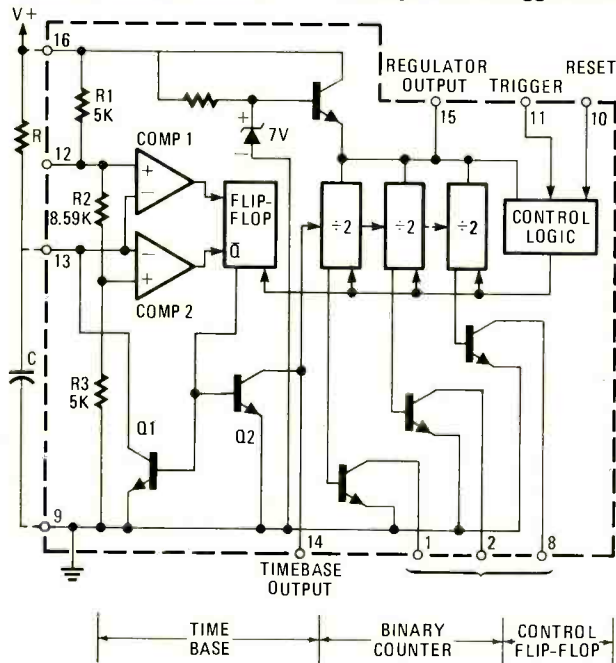 V+
16
REGULATOR OUTPUT
15
TRIGGER
11
RESET
10
R1
5K
R
12
COMP 1
+
-
+
-
7V
R2
8.59K
FLIP-FLOP
Q̅
÷2
÷2
÷2
CONTROL LOGIC
13
-
+
COMP 2
C
R3
5K
Q1
Q2
9
14
TIMEBASE OUTPUT
1
2
8
TIME BASE
BINARY COUNTER
CONTROL FLIP-FLOP